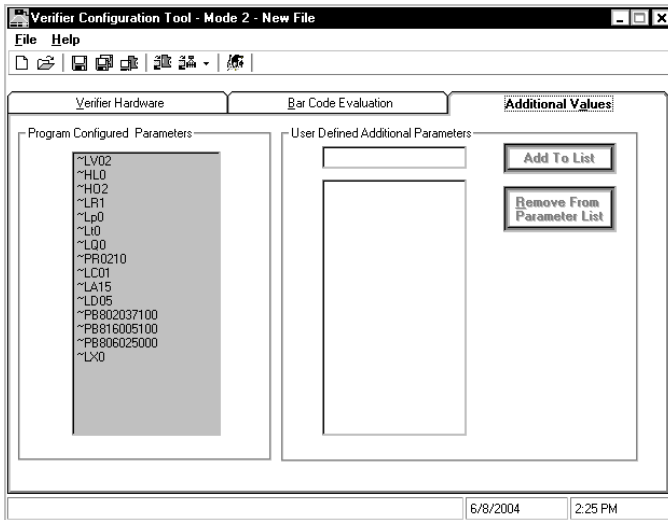 Verifier Configuration Tool - Mode 2 - New File
File Help
Verifier Hardware Bar Code Evaluation Additional Values
Program Configured Parameters
~LV02
~HL0
~HO2
~LR1
~Lp0
~Lt0
~LQ0
~PR0210
~LC01
~LA15
~LD05
~PB802037100
~PB816005100
~PB806025000
~LX0
User Defined Additional Parameters
Add To List
Remove From
Parameter List
6/8/2004 2:25 PM